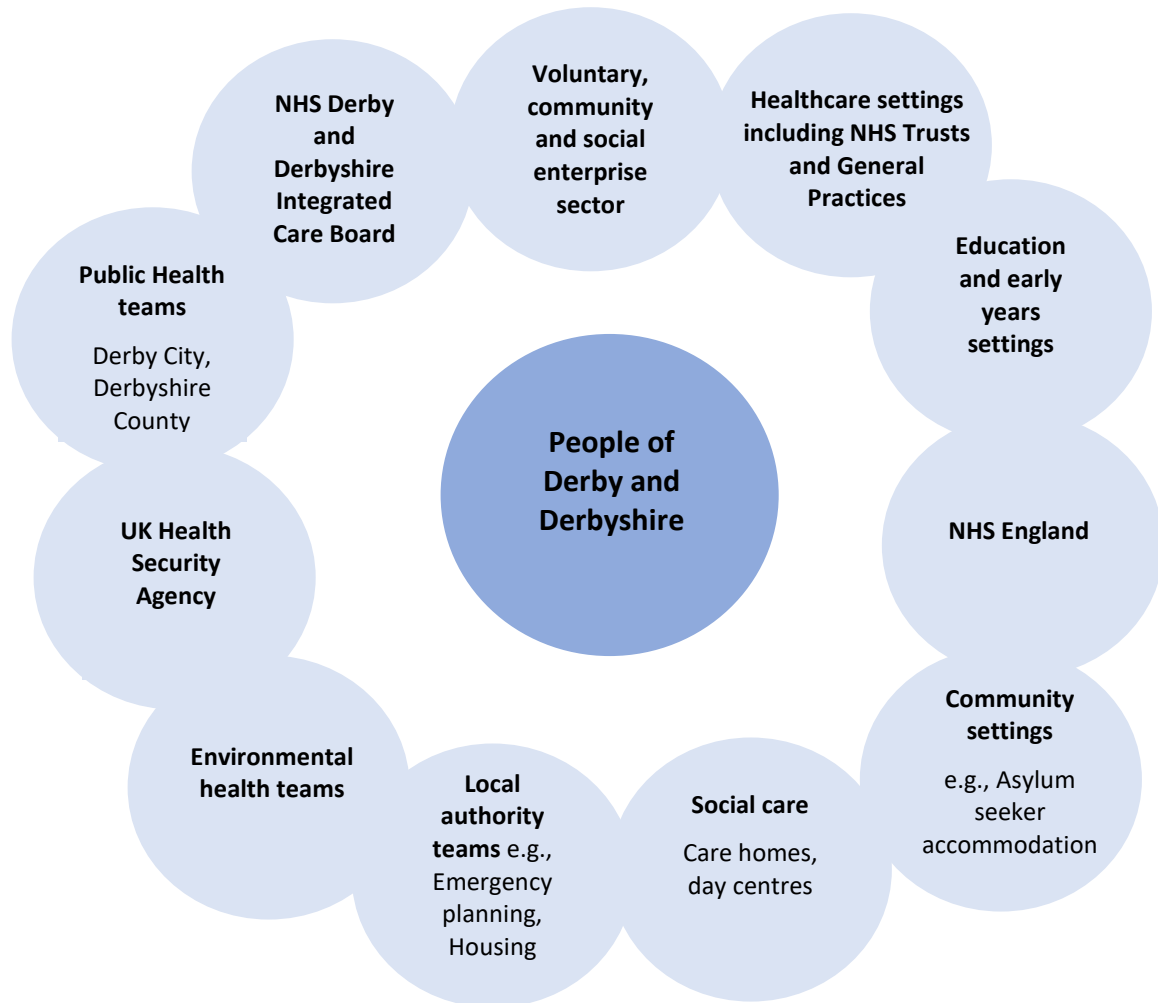 Voluntary,
community
and social
enterprise
sector
Healthcare settings
including NHS Trusts
and General
Practices
Education
and early
years
settings
NHS England
Community
settings
e.g., Asylum
seeker
accommodation
Social care
Care homes,
day centres
Local
authority
teams e.g.,
Emergency
planning,
Housing
Environmental
health teams
UK Health
Security
Agency
Public Health
teams
Derby City,
Derbyshire
County
NHS Derby
and
Derbyshire
Integrated
Care Board
People of
Derby and
Derbyshire